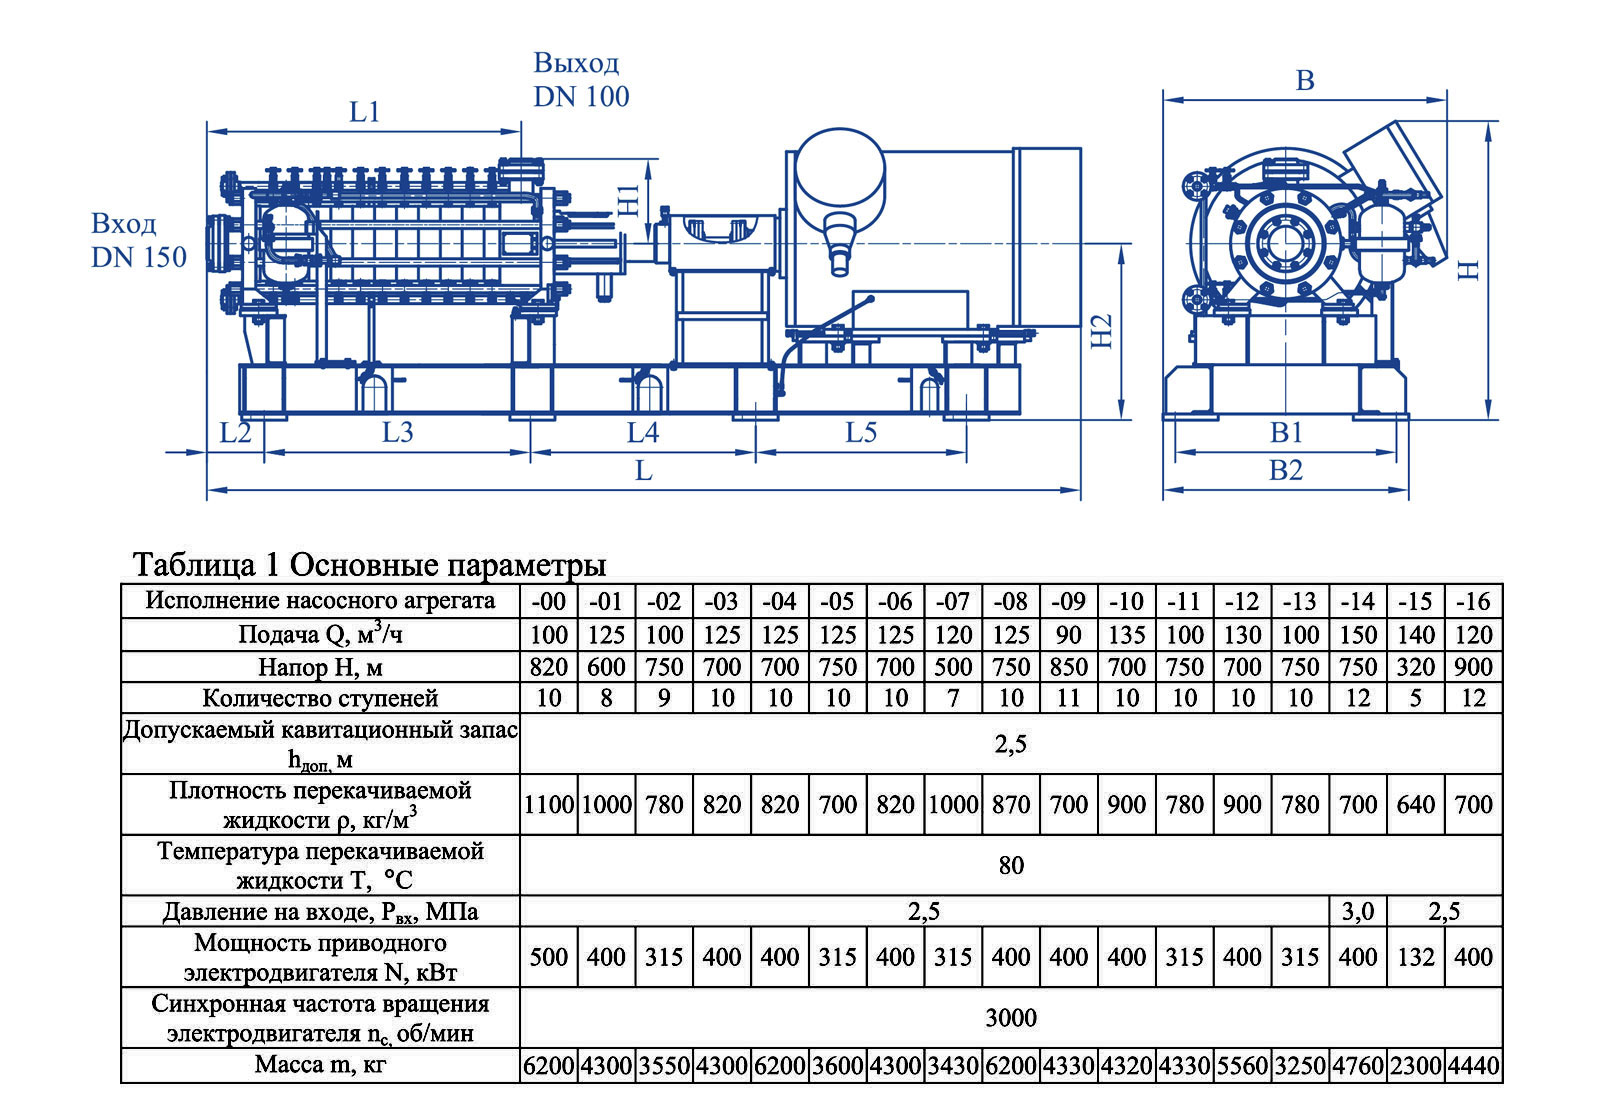 Выход
DN 100
L1
B
Вход
DN 150
H1
H2
H
L2
L3
L4
L5
L
B1
B2
Таблица 1 Основные параметры
Исполнение насосного агрегата -00 -01 -02 -03 -04 -05 -06 -07 -08 -09 -10 -11 -12 -13 -14 -15 -16
Подача Q, м³/ч 100 125 100 125 125 125 125 120 125 90 135 100 130 100 150 140 120
Напор Н, м 820 600 750 700 700 750 700 500 750 850 700 750 700 750 750 320 900
Количество ступеней 10 8 9 10 10 10 10 7 10 11 10 10 10 10 12 5 12
Допускаемый кавитационный запас
hдоп, м 2,5
Плотность перекачиваемой
жидкости ρ, кг/м³ 1100 1000 780 820 820 700 820 1000 870 700 900 780 900 780 700 640 700
Температура перекачиваемой
жидкости Т, °С 80
Давление на входе, Рвх, МПа 2,5 3,0 2,5
Мощность приводного
электродвигателя N, кВт 500 400 315 400 400 315 400 315 400 400 400 315 400 315 400 132 400
Синхронная частота вращения
электродвигателя nс, об/мин 3000
Масса m, кг 6200 4300 3550 4300 6200 3600 4300 3430 6200 4330 4320 4330 5560 3250 4760 2300 4440